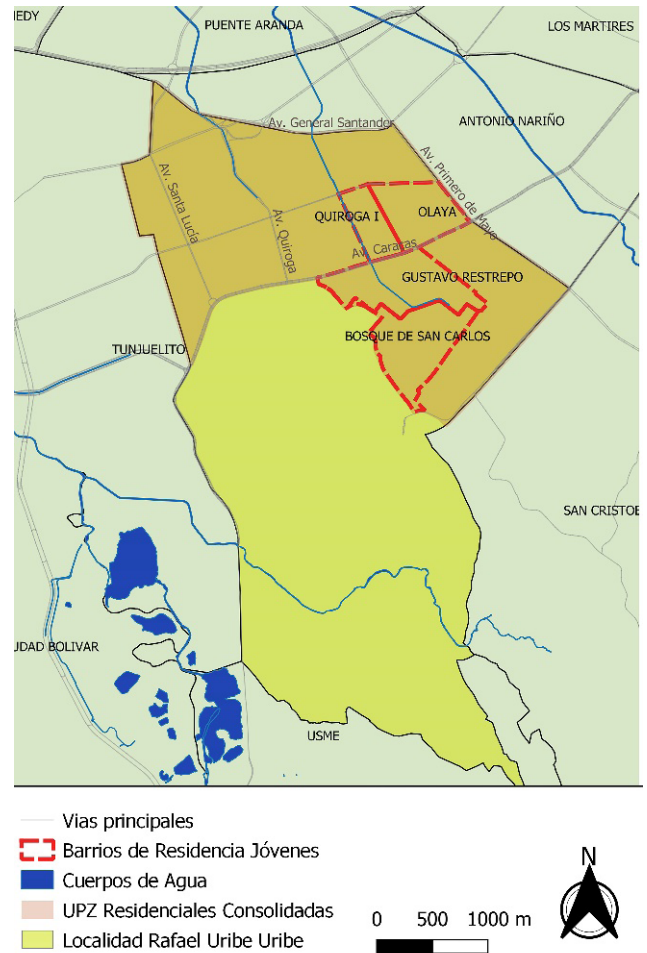 EDY
PUENTE ARANDA
LOS MARTIRES
Av. General Santander
ANTONIO NARIÑO
Av. Primero de Mayo
Av. Santa Lucía
Av. Quiroga
QUIROGA I
OLAYA
Av. Caracas
GUSTAVO RESTREPO
BOSQUE DE SAN CARLOS
TUNJUELITO
SAN CRISTOB
UDAD BOLIVAR
USME
Vias principales
Barrios de Residencia Jóvenes
Cuerpos de Agua
UPZ Residenciales Consolidadas
Localidad Rafael Uribe Uribe
N
0 500 1000 m